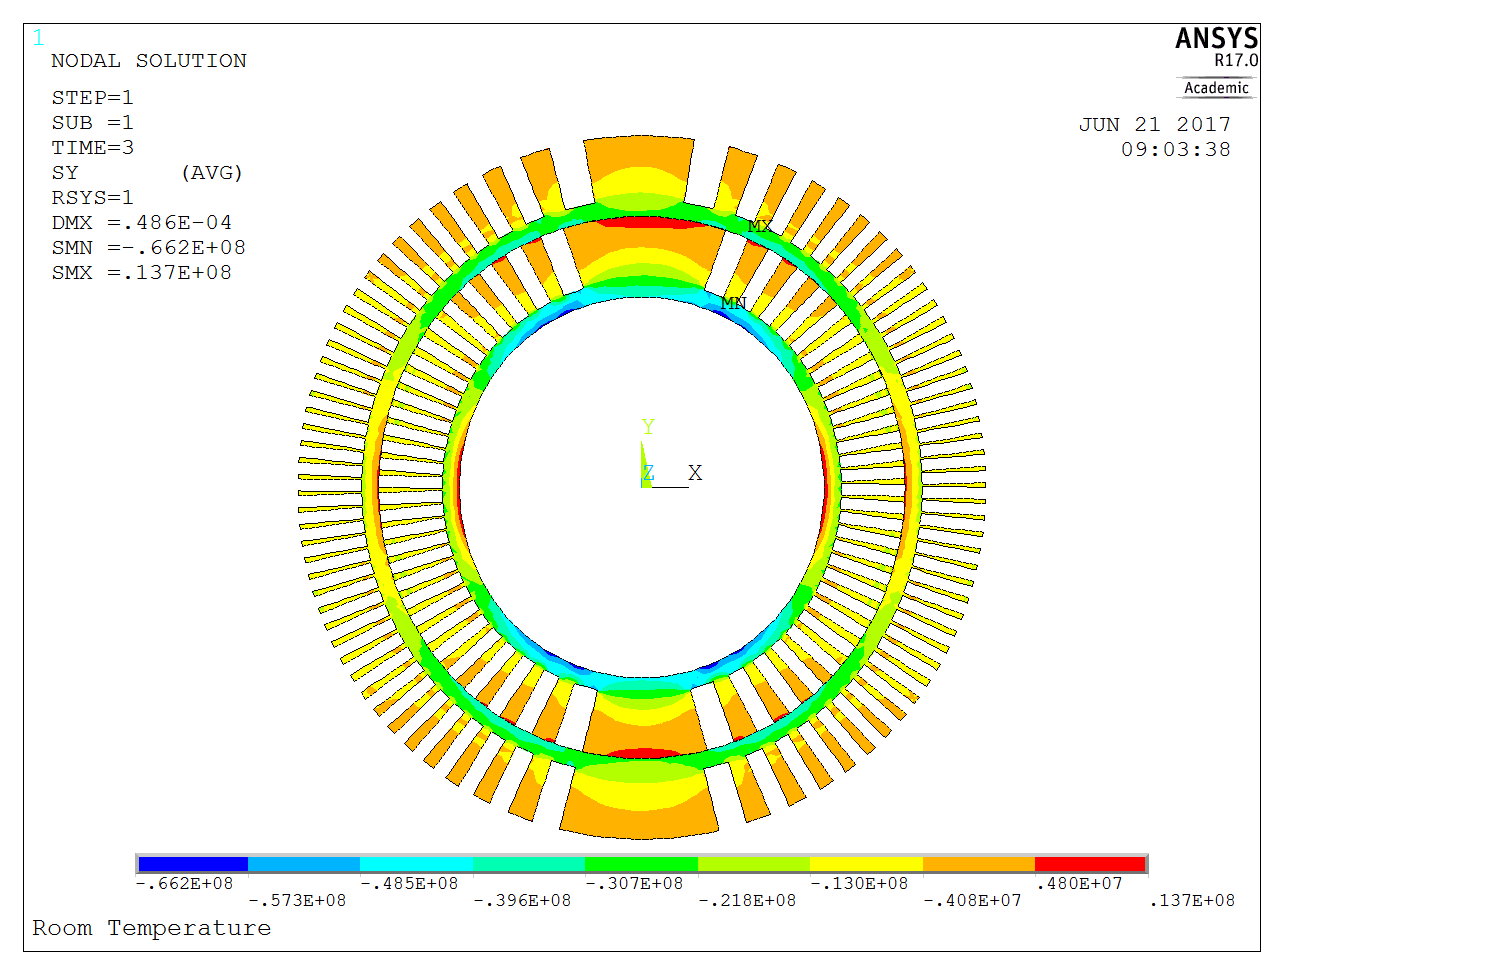 1
ANSYS
R17.0
Academic
NODAL SOLUTION
STEP=1
SUB =1
TIME=3
SY (AVG)
RSYS=1
DMX =.486E-04
SMN =-.662E+08
SMX =.137E+08
JUN 21 2017
09:03:38
MX
MN
Y
Z X
-.662E+08 -.485E+08 -.307E+08 -.130E+08 .480E+07
-.573E+08 -.396E+08 -.218E+08 -.408E+07 .137E+08
Room Temperature